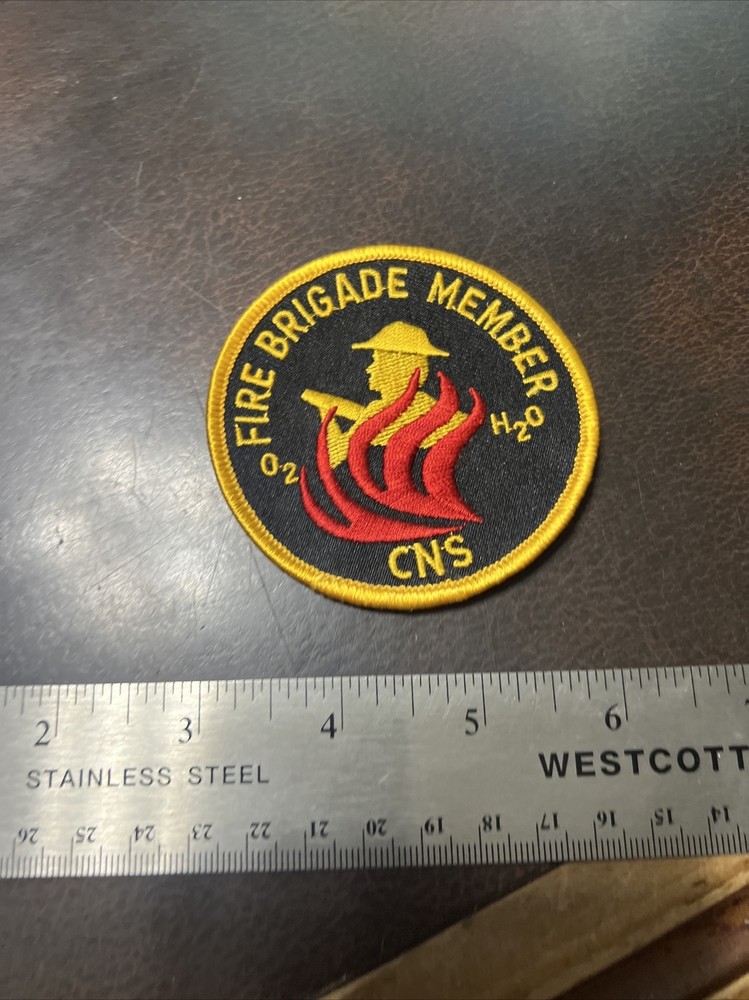 FIRE BRIGADE MEMBER
O2
H2O
CNS
2 3 4 5 6
STAINLESS STEEL
WESTCOTT
26 25 24 23 22 21 20 19 18 17 16 15 14